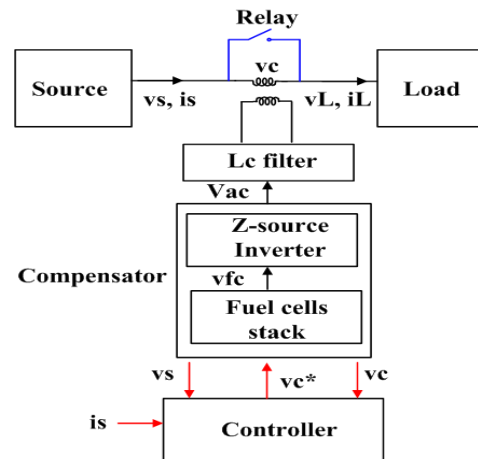 Relay
vc
Source
vs, is
vL, iL
Load
Lc filter
Vac
Z-source
Inverter
Compensator
vfc
Fuel cells
stack
vs
vc*
vc
is
Controller